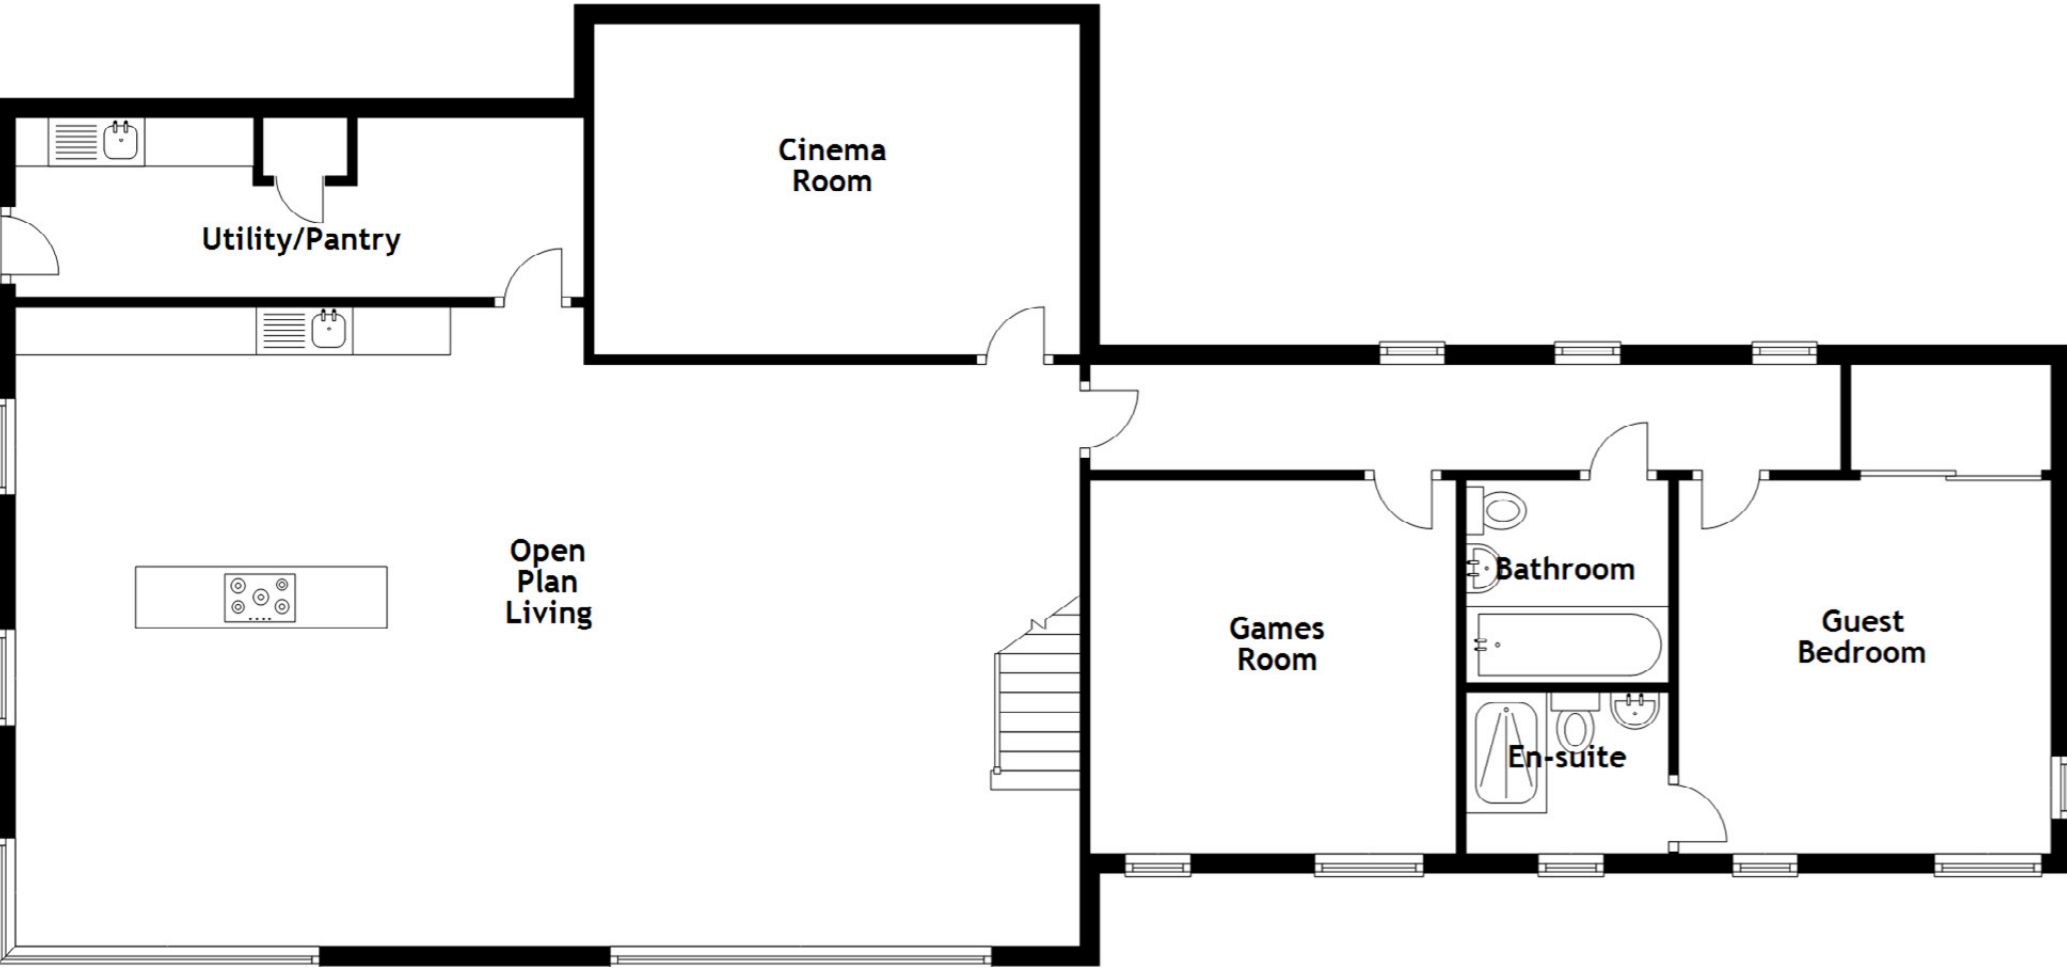 Cinema
Room
Utility/Pantry
Open
Plan
Living
Games
Room
Bathroom
En-suite
Guest
Bedroom